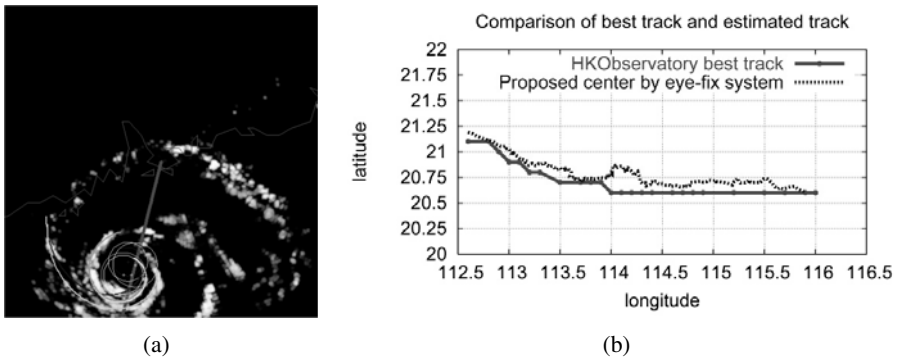 Comparison of best track and estimated track
22
21.75
21.5
21.25
21
20.75
20.5
20.25
20
latitude
HKObservatory best track
Proposed center by eye-fix system
112.5 113 113.5 114 114.5 115 115.5 116 116.5
longitude
(a)
(b)